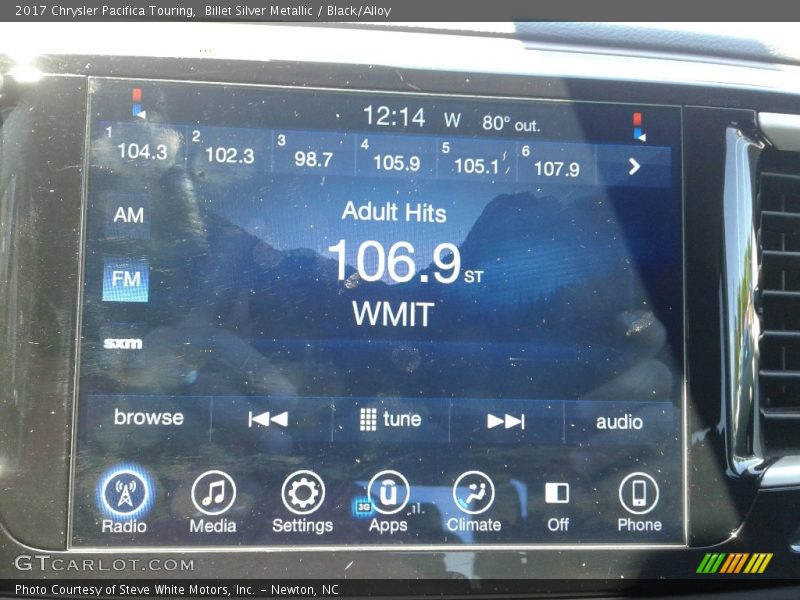 2017 Chrysler Pacifica Touring,  Billet Silver Metallic / Black/Alloy
12:14 W 80° out.
1 104.3 2 102.3 3 98.7 4 105.9 5 105.1 6 107.9
AM
FM
sxm
Adult Hits
106.9 ST
WMIT
browse tune audio
Radio Media Settings 3G Apps Climate Off Phone
GTCARLOT.COM
Photo Courtesy of Steve White Motors, Inc. – Newton, NC